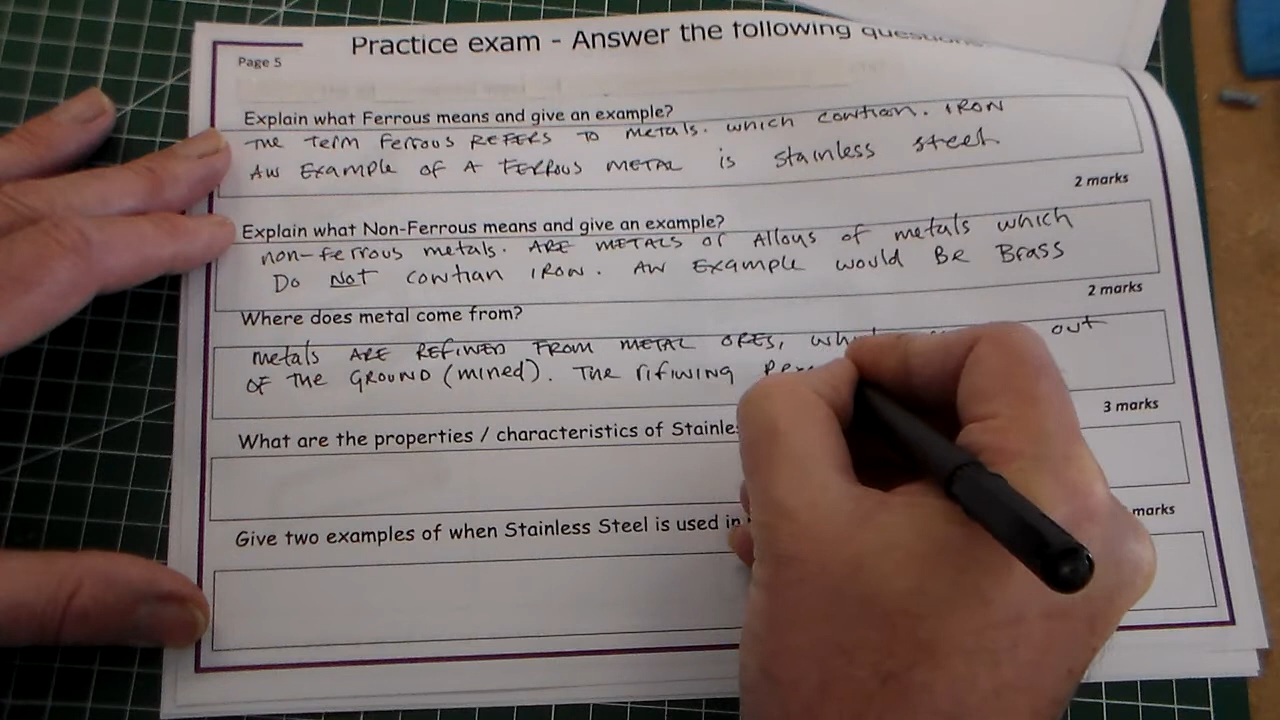 Practice exam - Answer the following questions
Page 5
Explain what Ferrous means and give an example?
THE Term Ferrous REFERS TO METALS. which contian. IRON
AN Example of A FERROUS METAL is stainless steel.
2 marks
Explain what Non-Ferrous means and give an example?
non-ferrous metals. ARE METALS or Alloys of metals which
Do Not contian IRON. AN Example would BE Brass
2 marks
Where does metal come from?
metals ARE REFINED FROM METAL ORES, out
OF THE GROUND (mined). The rifining
3 marks
What are the properties / characteristics of
marks
Give two examples of when Stainless Steel is used in